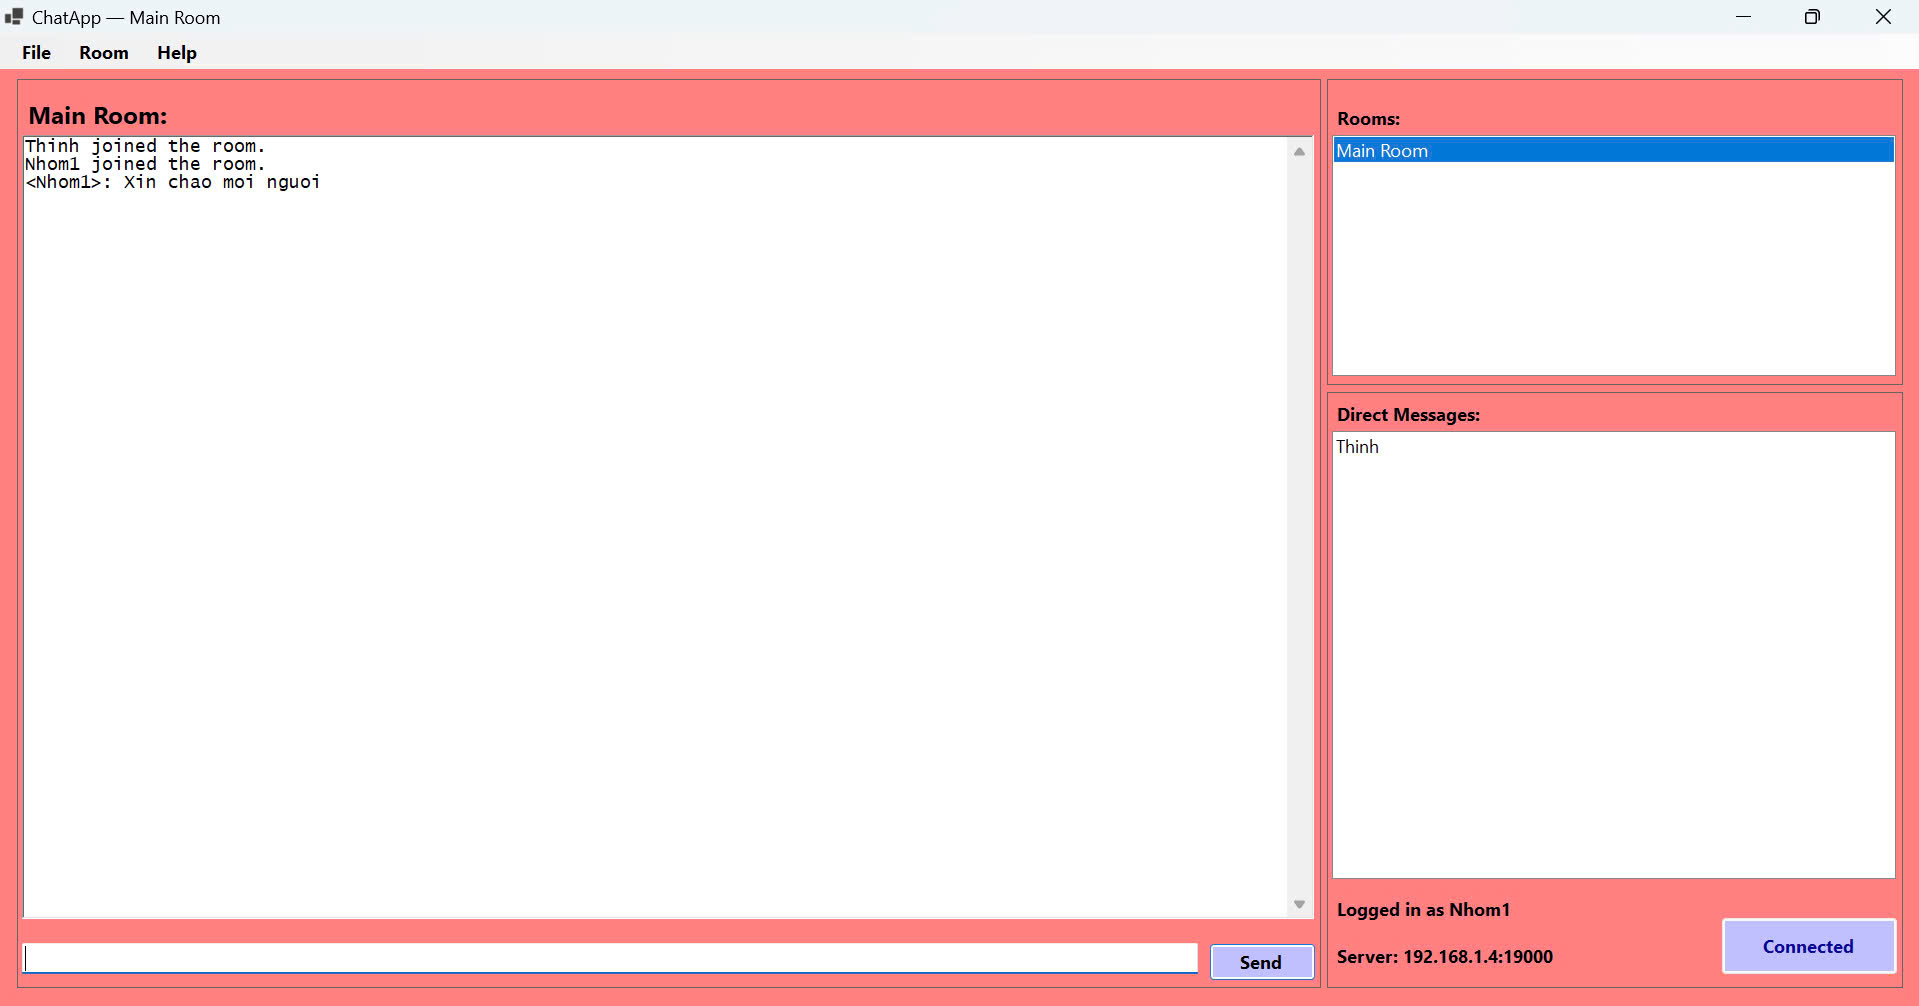 ChatApp — Main Room
File Room Help
Main Room:
Thinh joined the room.
Nhom1 joined the room.
<Nhom1>: Xin chao moi nguoi
Send
Rooms:
Main Room
Direct Messages:
Thinh
Logged in as Nhom1
Server: 192.168.1.4:19000
Connected